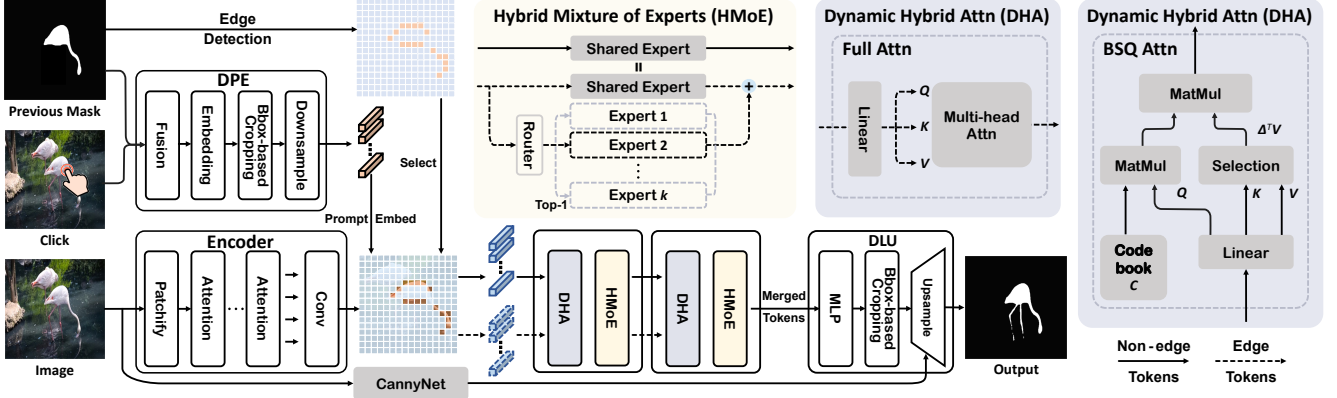 Edge
Detection
Previous Mask
DPE
Fusion
Embedding
Bbox-based
Cropping
Downsample
Select
Click
Prompt Embed
Encoder
Patchify
Attention
Attention
Conv
Image
CannyNet
Hybrid Mixture of Experts (HMoE)
Shared Expert
=
Shared Expert
+
Router
Expert 1
Expert 2
Expert k
Top-1
DHA
HMoE
DHA
HMoE
Merged
Tokens
DLU
MLP
Bbox-based
Cropping
Upsample
Output
Dynamic Hybrid Attn (DHA)
Full Attn
Linear
Q
K
V
Multi-head
Attn
Dynamic Hybrid Attn (DHA)
BSQ Attn
MatMul
ΔᵀV
MatMul
Selection
Q
K
V
Code
book
C
Linear
Non-edge
Tokens
Edge
Tokens